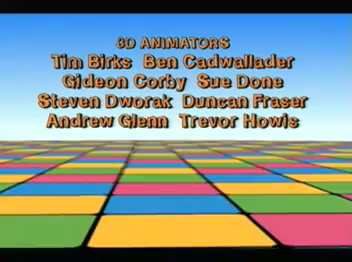 3D ANIMATORS
Tim Birks Ben Cadwallader
Gideon Corby Sue Done
Steven Dworak Duncan Fraser
Andrew Glenn Trevor Howis